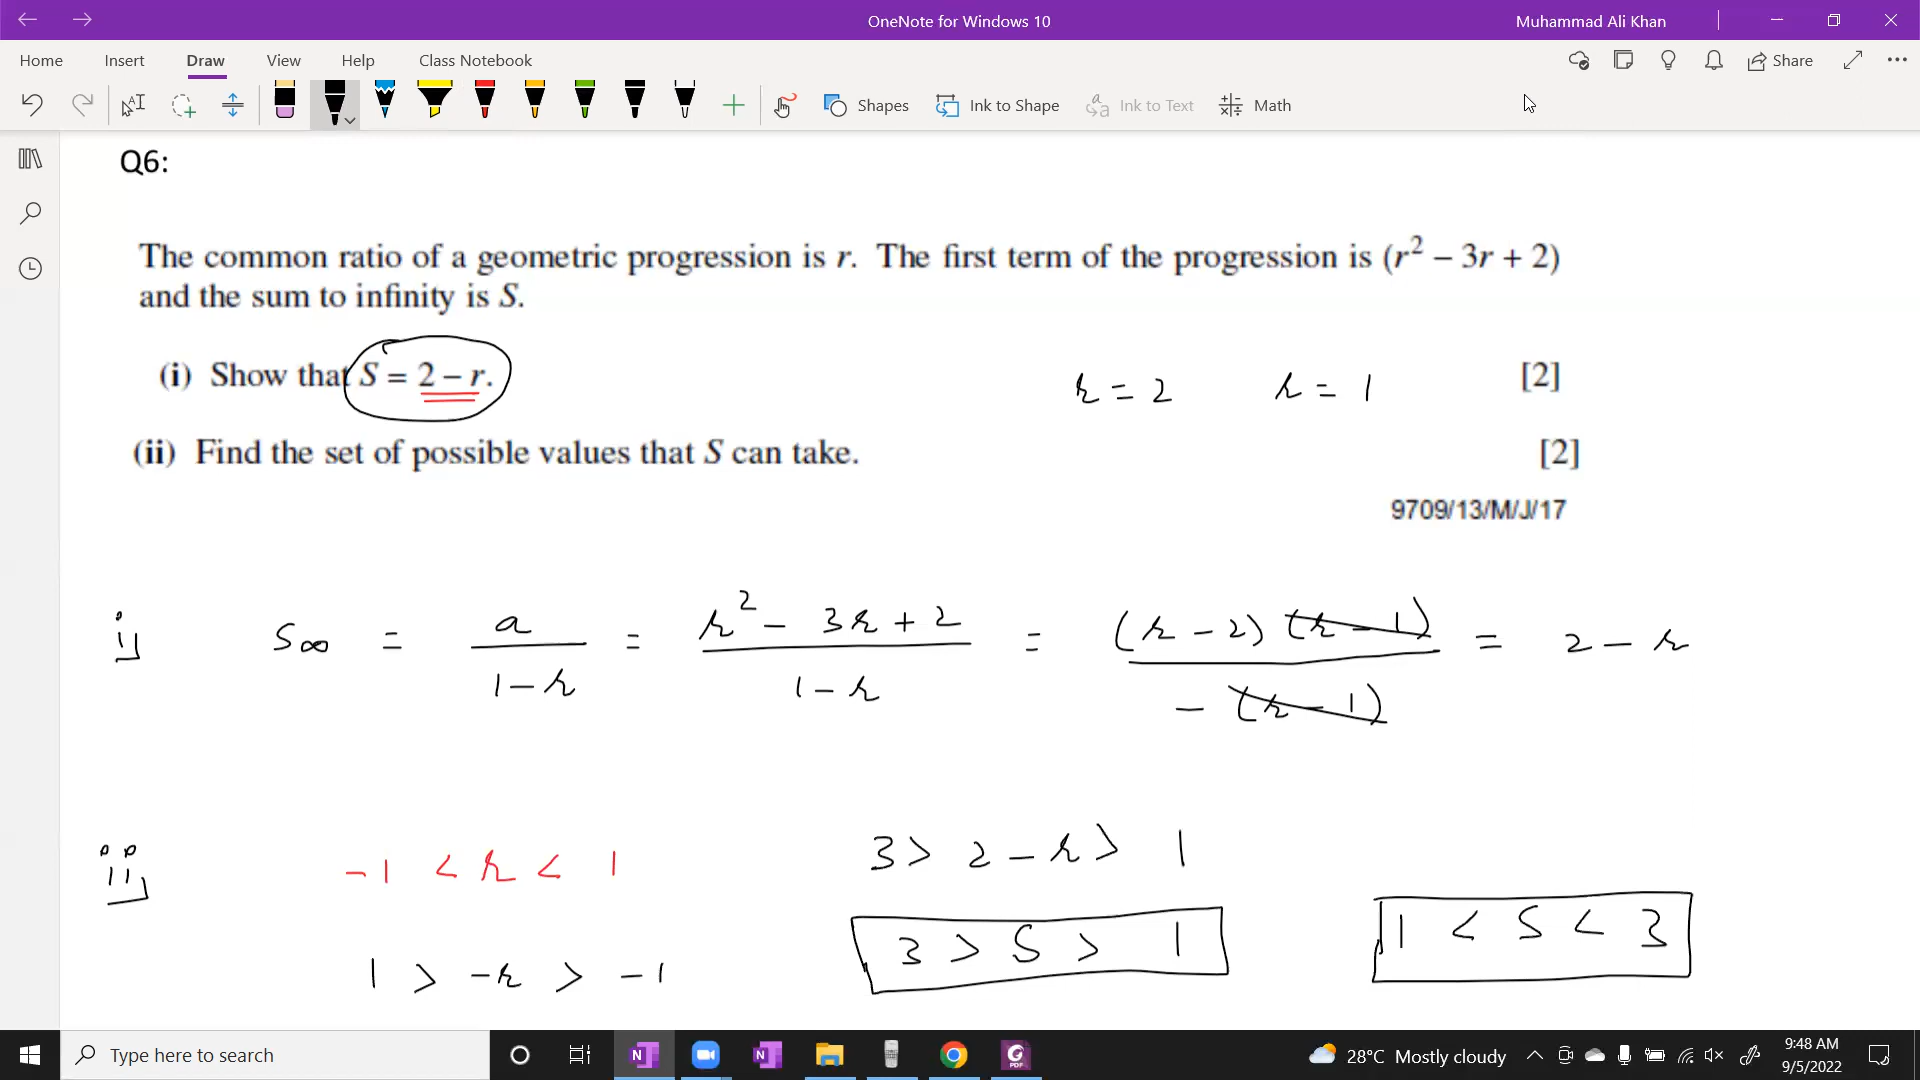 OneNote for Windows 10
Muhammad Ali Khan
Home Insert Draw View Help Class Notebook
Share
Shapes Ink to Shape Ink to Text Math
Q6:
The common ratio of a geometric progression is r. The first term of the progression is (r² – 3r + 2)
and the sum to infinity is S.
(i) Show that S = 2 – r. [2]
r = 2 r = 1
(ii) Find the set of possible values that S can take. [2]
9709/13/M/J/17
i) S∞ = a/(1-r) = (r² - 3r + 2)/(1-r) = (r-2)(r-1)/-(r-1) = 2-r
ii) -1 < r < 1
1 > -r > -1
3 > 2-r > 1
3 > S > 1
1 < S < 3
Type here to search
28°C Mostly cloudy
9:48 AM
9/5/2022